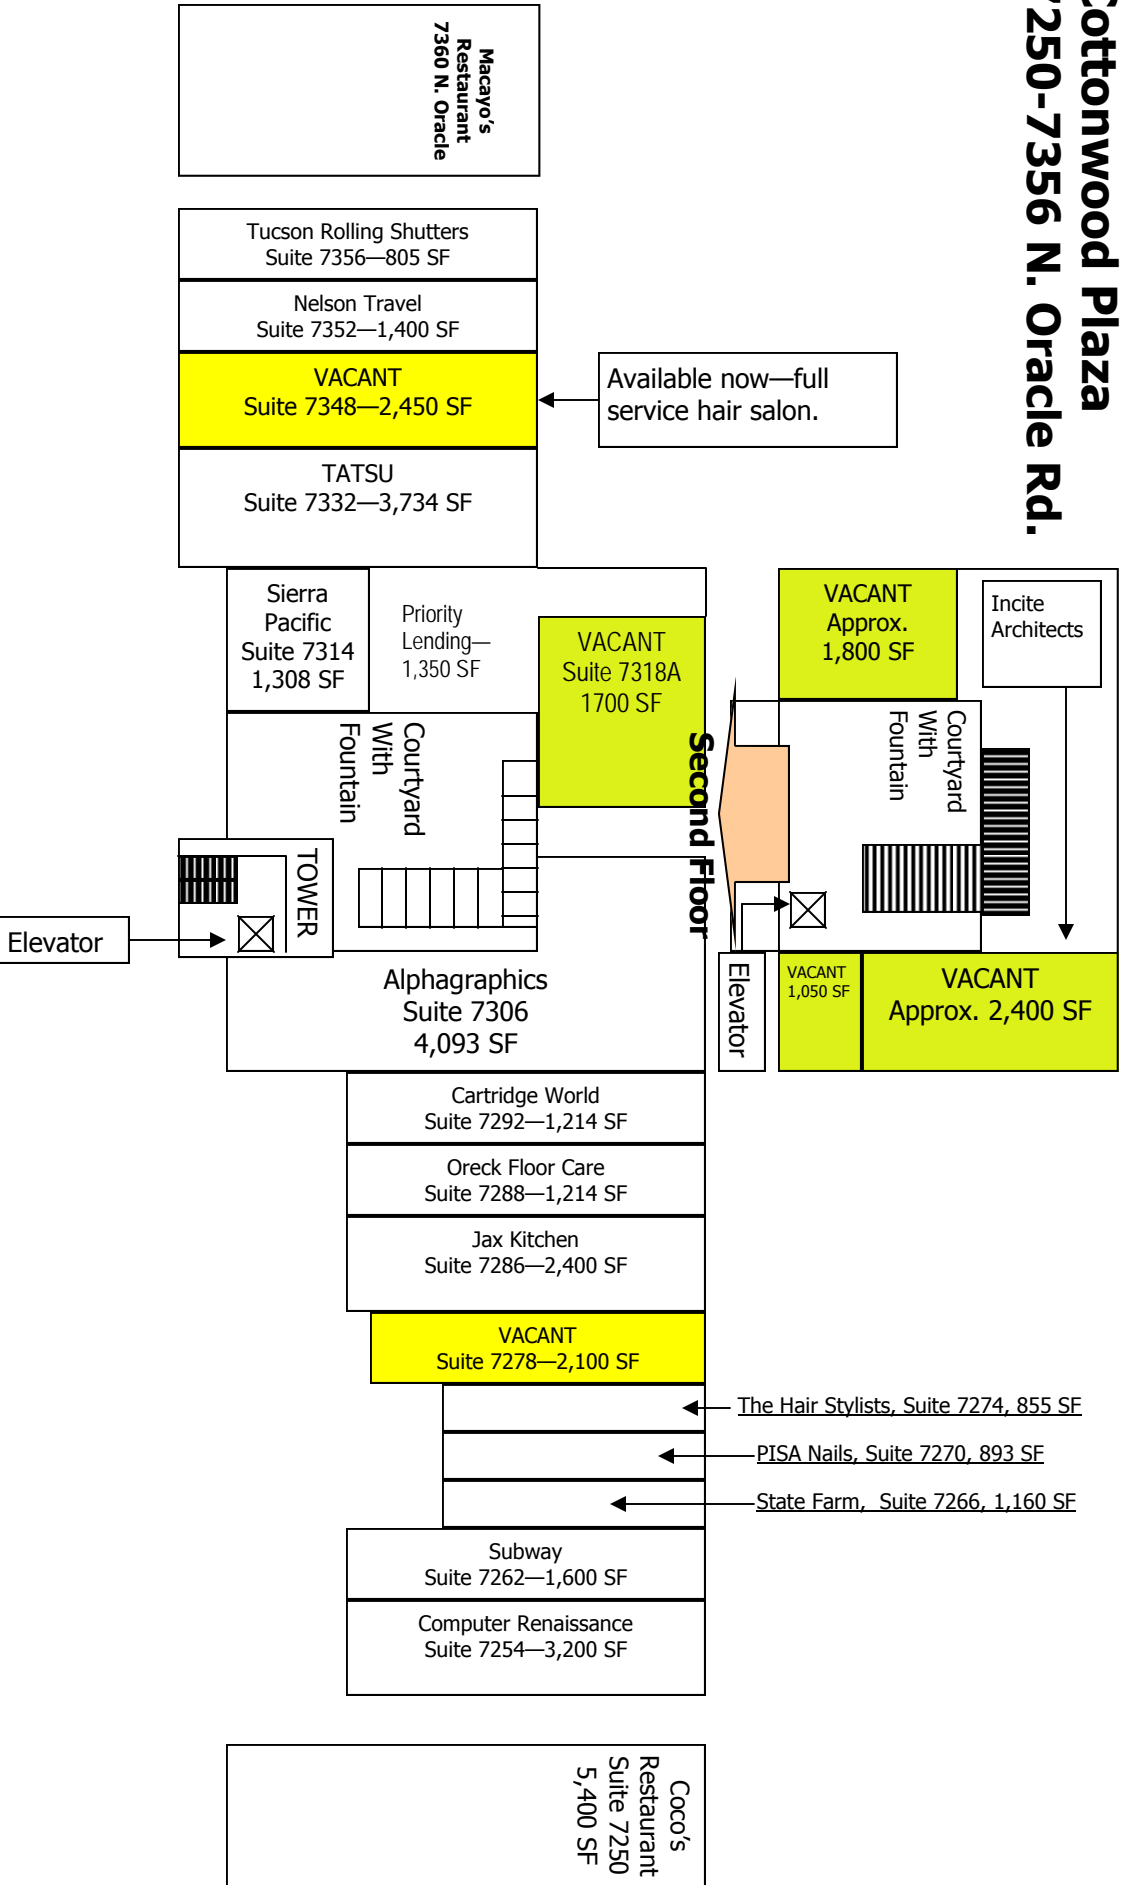 Cottonwood Plaza
7250-7356 N. Oracle Rd.
Macayo’s
Restaurant
7360 N. Oracle
Tucson Rolling Shutters
Suite 7356—805 SF
Nelson Travel
Suite 7352—1,400 SF
VACANT
Suite 7348—2,450 SF
Available now—full
service hair salon.
TATSU
Suite 7332—3,734 SF
Sierra
Pacific
Suite 7314
1,308 SF
Priority
Lending—
1,350 SF
VACANT
Suite 7318A
1700 SF
VACANT
Approx.
1,800 SF
Incite
Architects
Courtyard
With
Fountain
Second Floor
Courtyard
With
Fountain
TOWER
Elevator
Elevator
VACANT
1,050 SF
VACANT
Approx. 2,400 SF
Alphagraphics
Suite 7306
4,093 SF
Cartridge World
Suite 7292—1,214 SF
Oreck Floor Care
Suite 7288—1,214 SF
Jax Kitchen
Suite 7286—2,400 SF
VACANT
Suite 7278—2,100 SF
The Hair Stylists, Suite 7274, 855 SF
PISA Nails, Suite 7270, 893 SF
State Farm, Suite 7266, 1,160 SF
Subway
Suite 7262—1,600 SF
Computer Renaissance
Suite 7254—3,200 SF
Coco’s
Restaurant
Suite 7250
5,400 SF